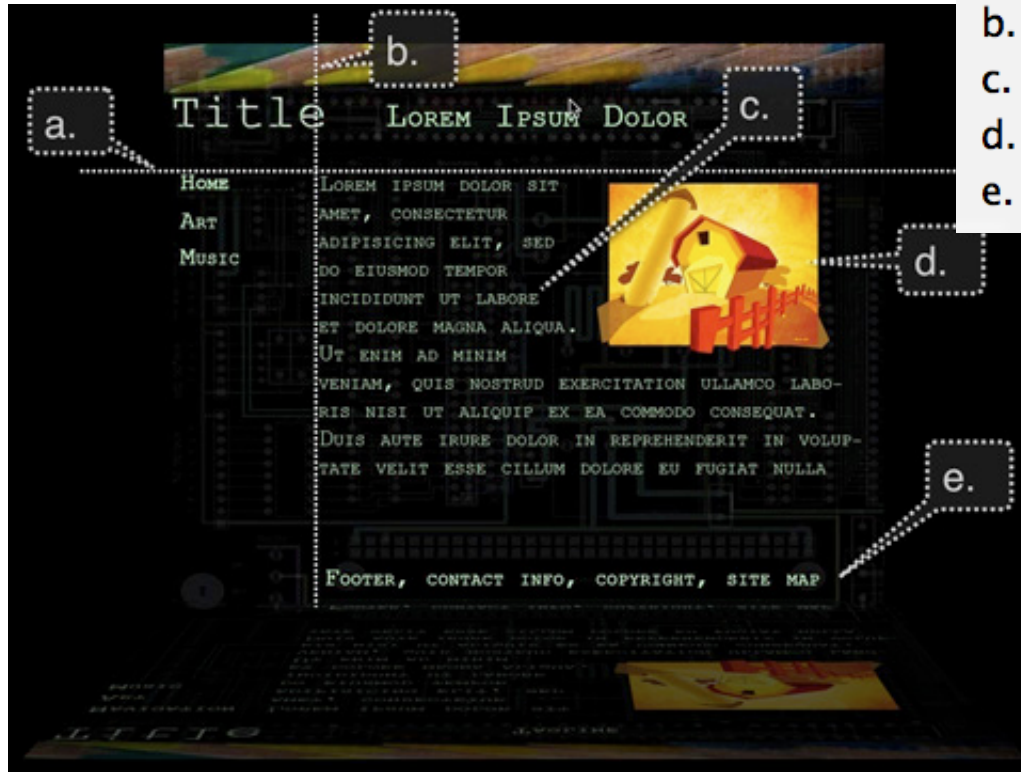 b.
c.
d.
e.
b.
a.
c.
Title Lorem Ipsum Dolor
Home
Art
Music
Lorem ipsum dolor sit
amet, consectetur
adipisicing elit, sed
do eiusmod tempor
incididunt ut labore
et dolore magna aliqua.
Ut enim ad minim
veniam, quis nostrud exercitation ullamco labo-
ris nisi ut aliquip ex ea commodo consequat.
Duis aute irure dolor in reprehenderit in volup-
tate velit esse cillum dolore eu fugiat nulla
d.
e.
Footer, contact info, copyright, site map